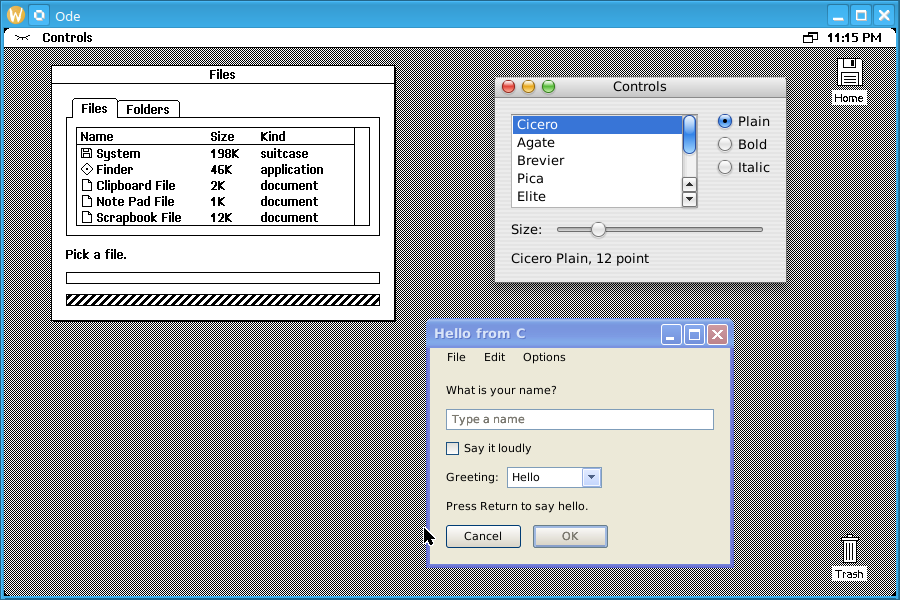 Ode
Controls
11:15 PM
Files
Files Folders
Name Size Kind
System 198K suitcase
Finder 46K application
Clipboard File 2K document
Note Pad File 1K document
Scrapbook File 12K document
Pick a file.
Controls
Cicero
Agate
Brevier
Pica
Elite
Plain
Bold
Italic
Size:
Cicero Plain, 12 point
Home
Hello from C
File Edit Options
What is your name?
Type a name
Say it loudly
Greeting: Hello
Press Return to say hello.
Cancel OK
Trash